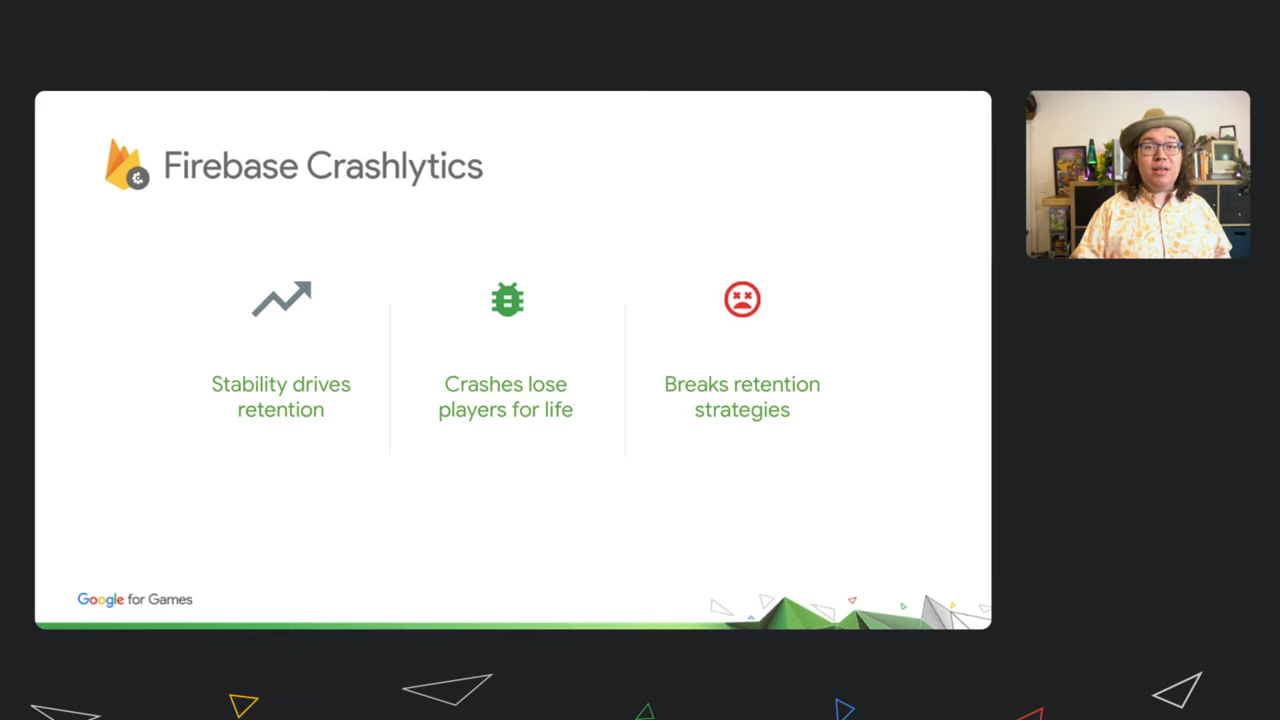 Firebase Crashlytics
Stability drives
retention
Crashes lose
players for life
Breaks retention
strategies
Google for Games